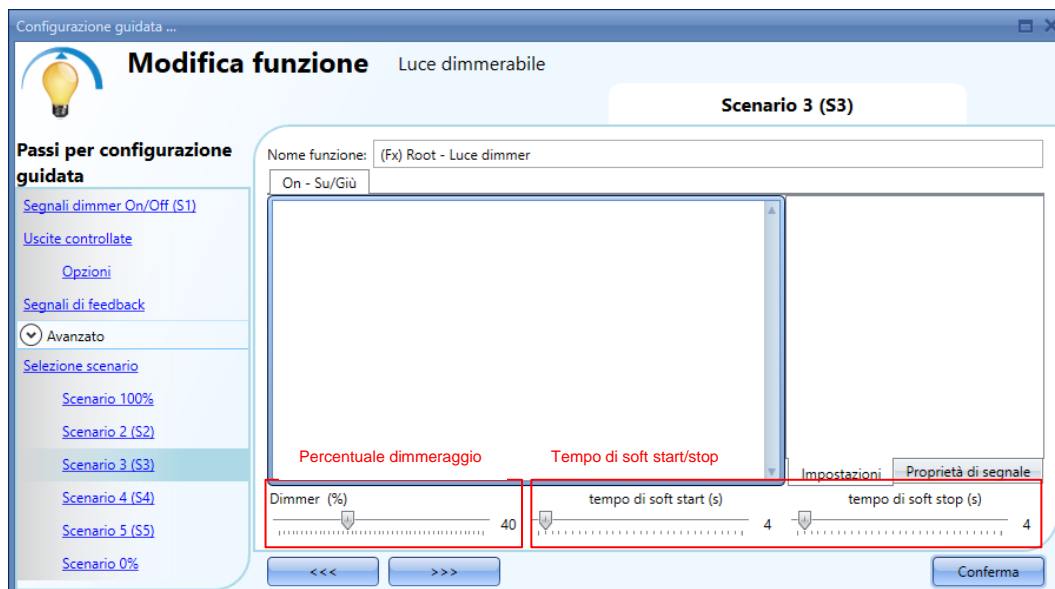 Configurazione guidata ...
Modifica funzione
Luce dimmerabile
Scenario 3 (S3)
Passi per configurazione
guidata
Segnali dimmer On/Off (S1)
Uscite controllate
Opzioni
Segnali di feedback
Avanzato
Selezione scenario
Scenario 100%
Scenario 2 (S2)
Scenario 3 (S3)
Scenario 4 (S4)
Scenario 5 (S5)
Scenario 0%
Nome funzione: (Fx) Root - Luce dimmer
On - Su/Giù
Percentuale dimmeraggio
Tempo di soft start/stop
Impostazioni
Proprietà di segnale
Dimmer (%)
40
tempo di soft start (s)
4
tempo di soft stop (s)
4
<<<
>>>
Conferma